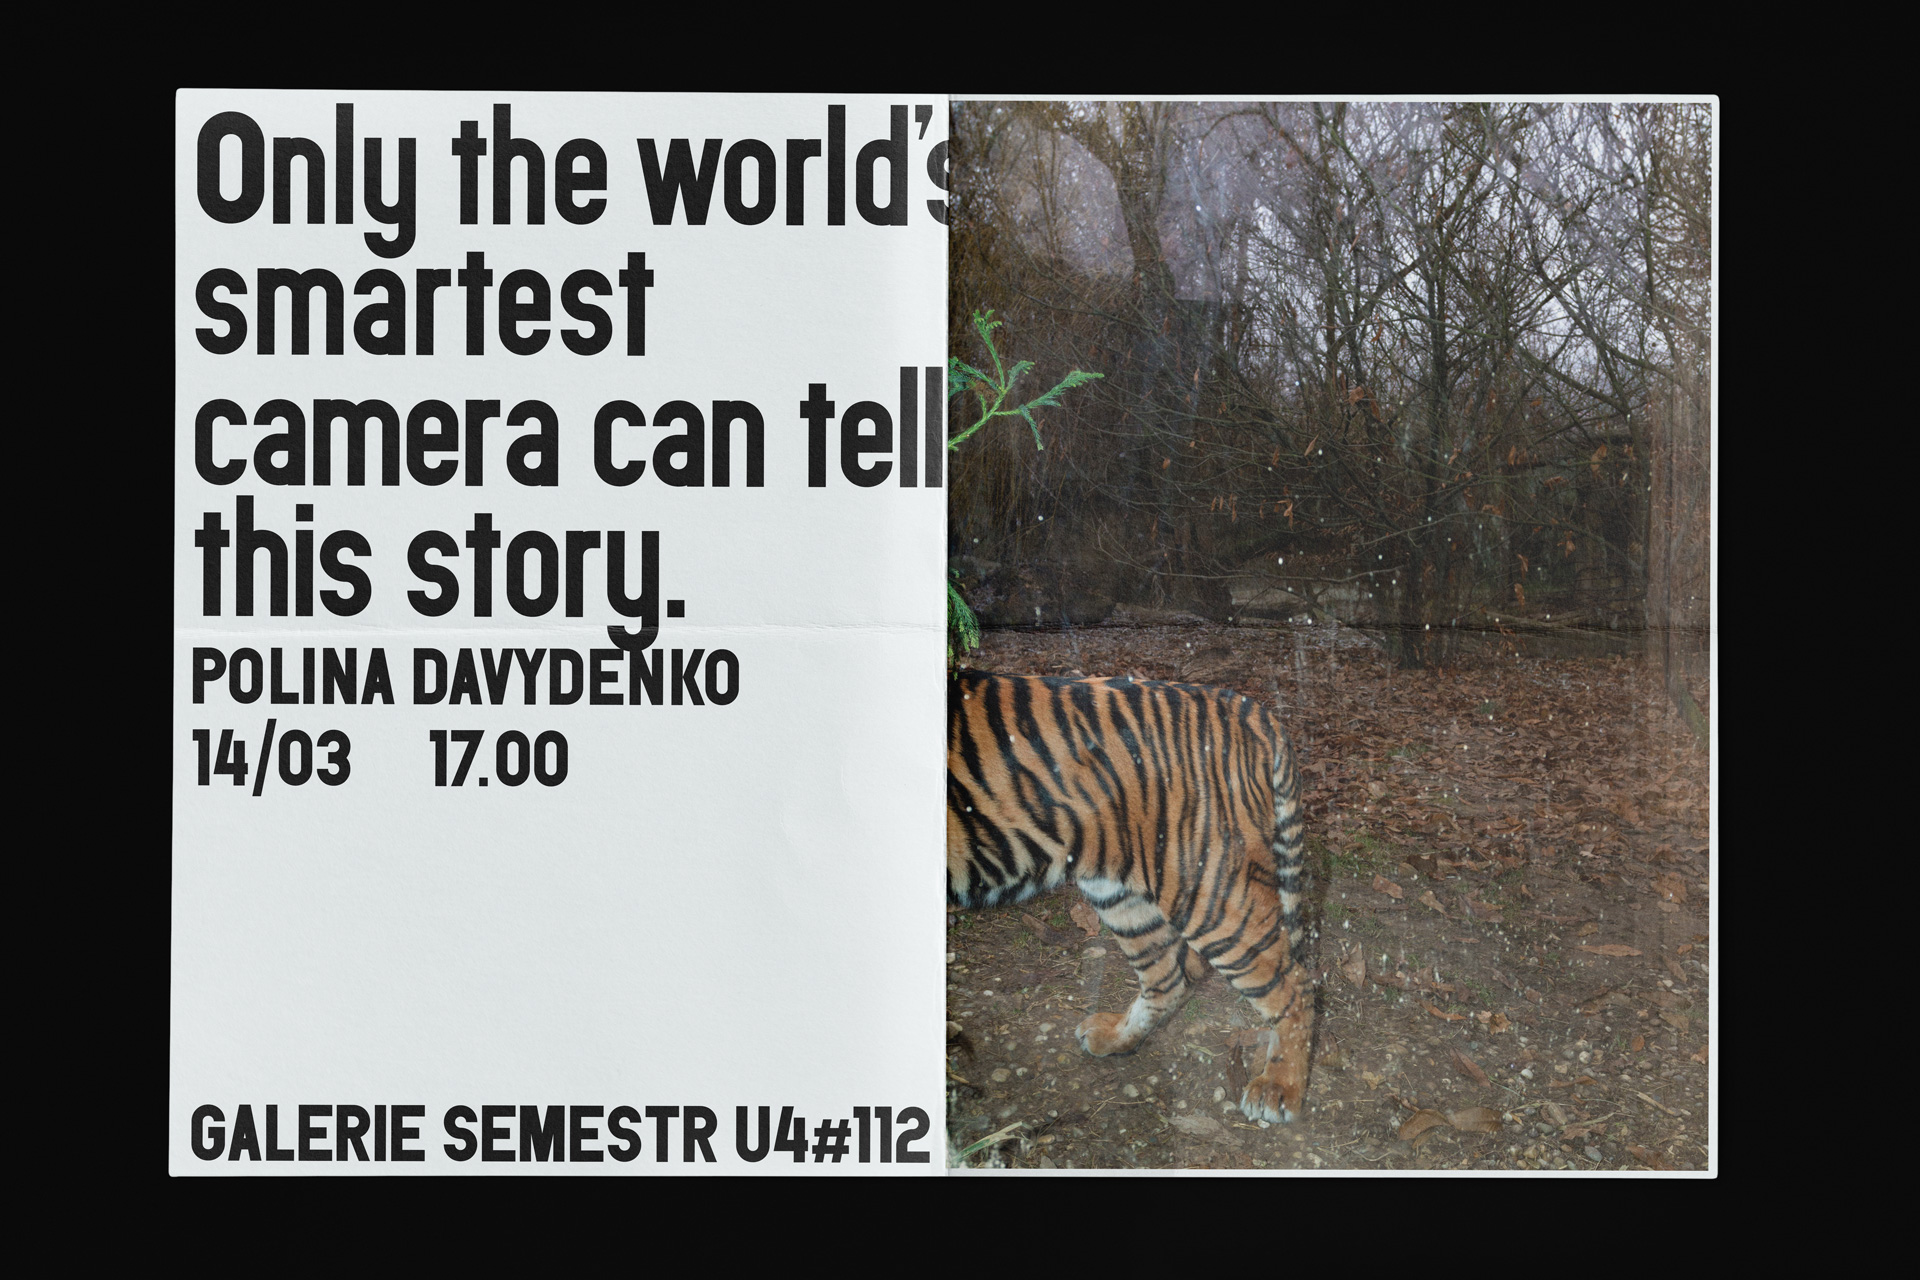 Only the world's
smartest
camera can tell
this story.
POLINA DAVYDENKO
14/03 17.00
GALERIE SEMESTR U4#112